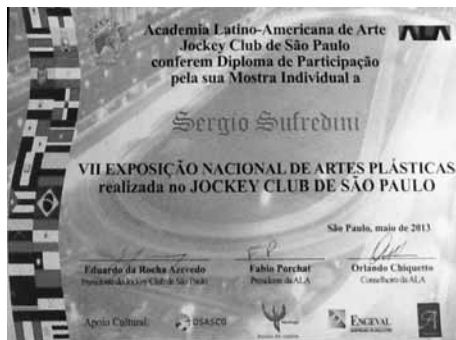 Academia Latino-Americana de Arte
Jockey Club de São Paulo
conferem Diploma de Participação
pela sua Mostra Individual a
Sergio Sufredini
VII EXPOSIÇÃO NACIONAL DE ARTES PLÁSTICAS
realizada no JOCKEY CLUB DE SÃO PAULO
São Paulo, maio de 2013
Eduardo da Rocha Azevedo
Presidente do Jockey Club de São Paulo
Fabio Porchat
Presidente da ALA
Orlando Chiquetto
Conselheiro da ALA
Apoio Cultural:
OSASCO
ENGEVAL